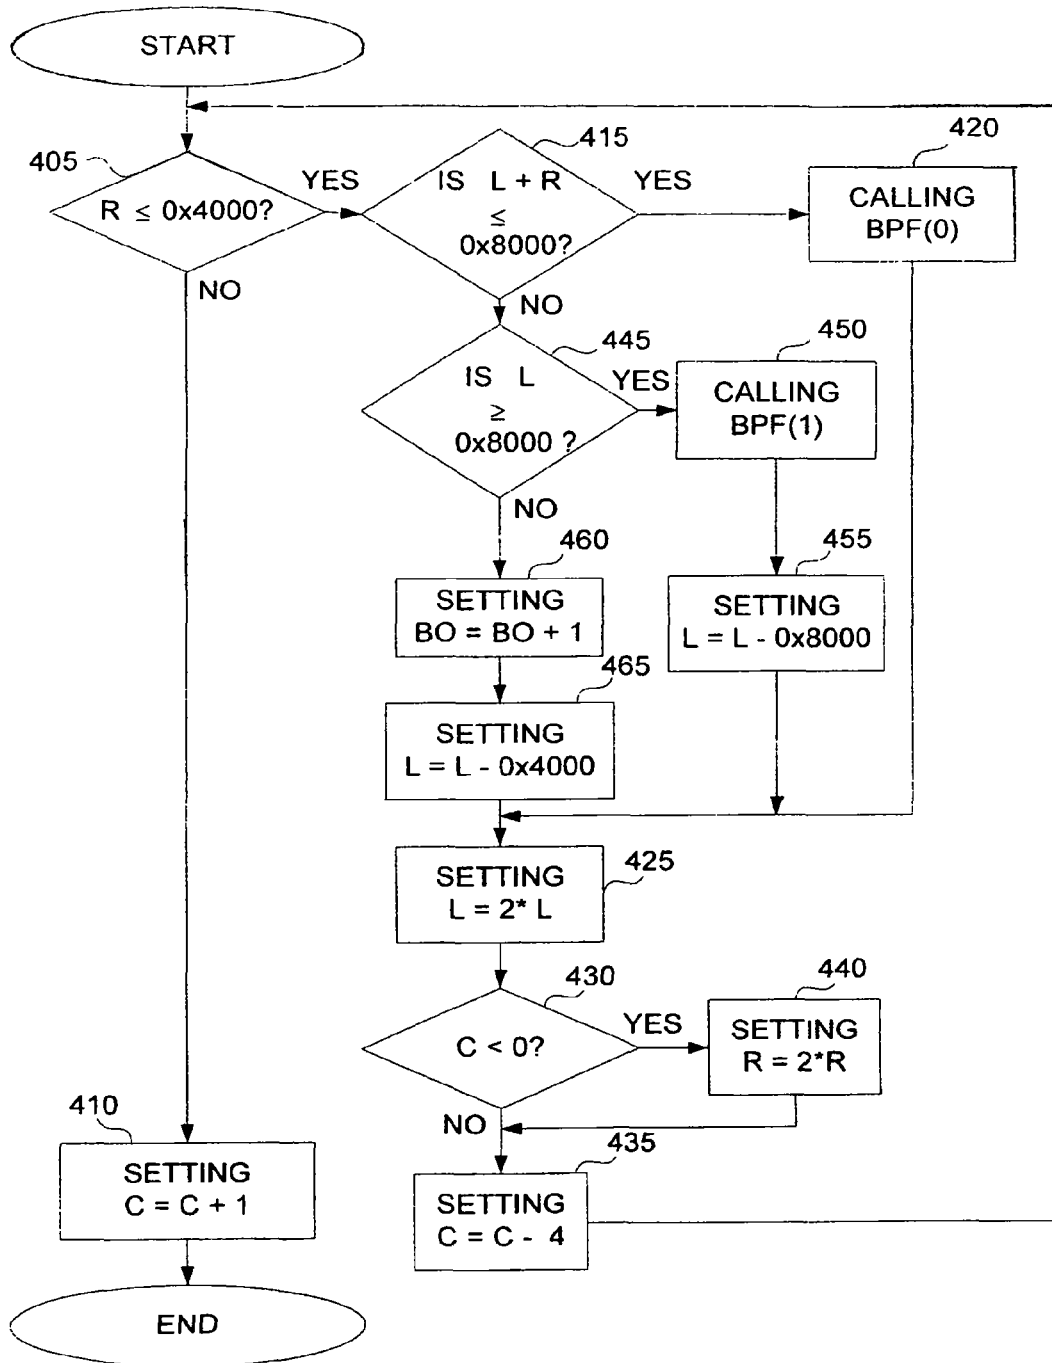 START
405
R ≤ 0x4000?
YES
NO
415
IS L + R
≤
0x8000?
YES
NO
420
CALLING
BPF(0)
445
IS L
≥
0x8000 ?
YES
NO
450
CALLING
BPF(1)
455
SETTING
L = L - 0x8000
460
SETTING
BO = BO + 1
465
SETTING
L = L - 0x4000
425
SETTING
L = 2* L
430
C < 0?
YES
NO
440
SETTING
R = 2*R
435
SETTING
C = C - 4
410
SETTING
C = C + 1
END